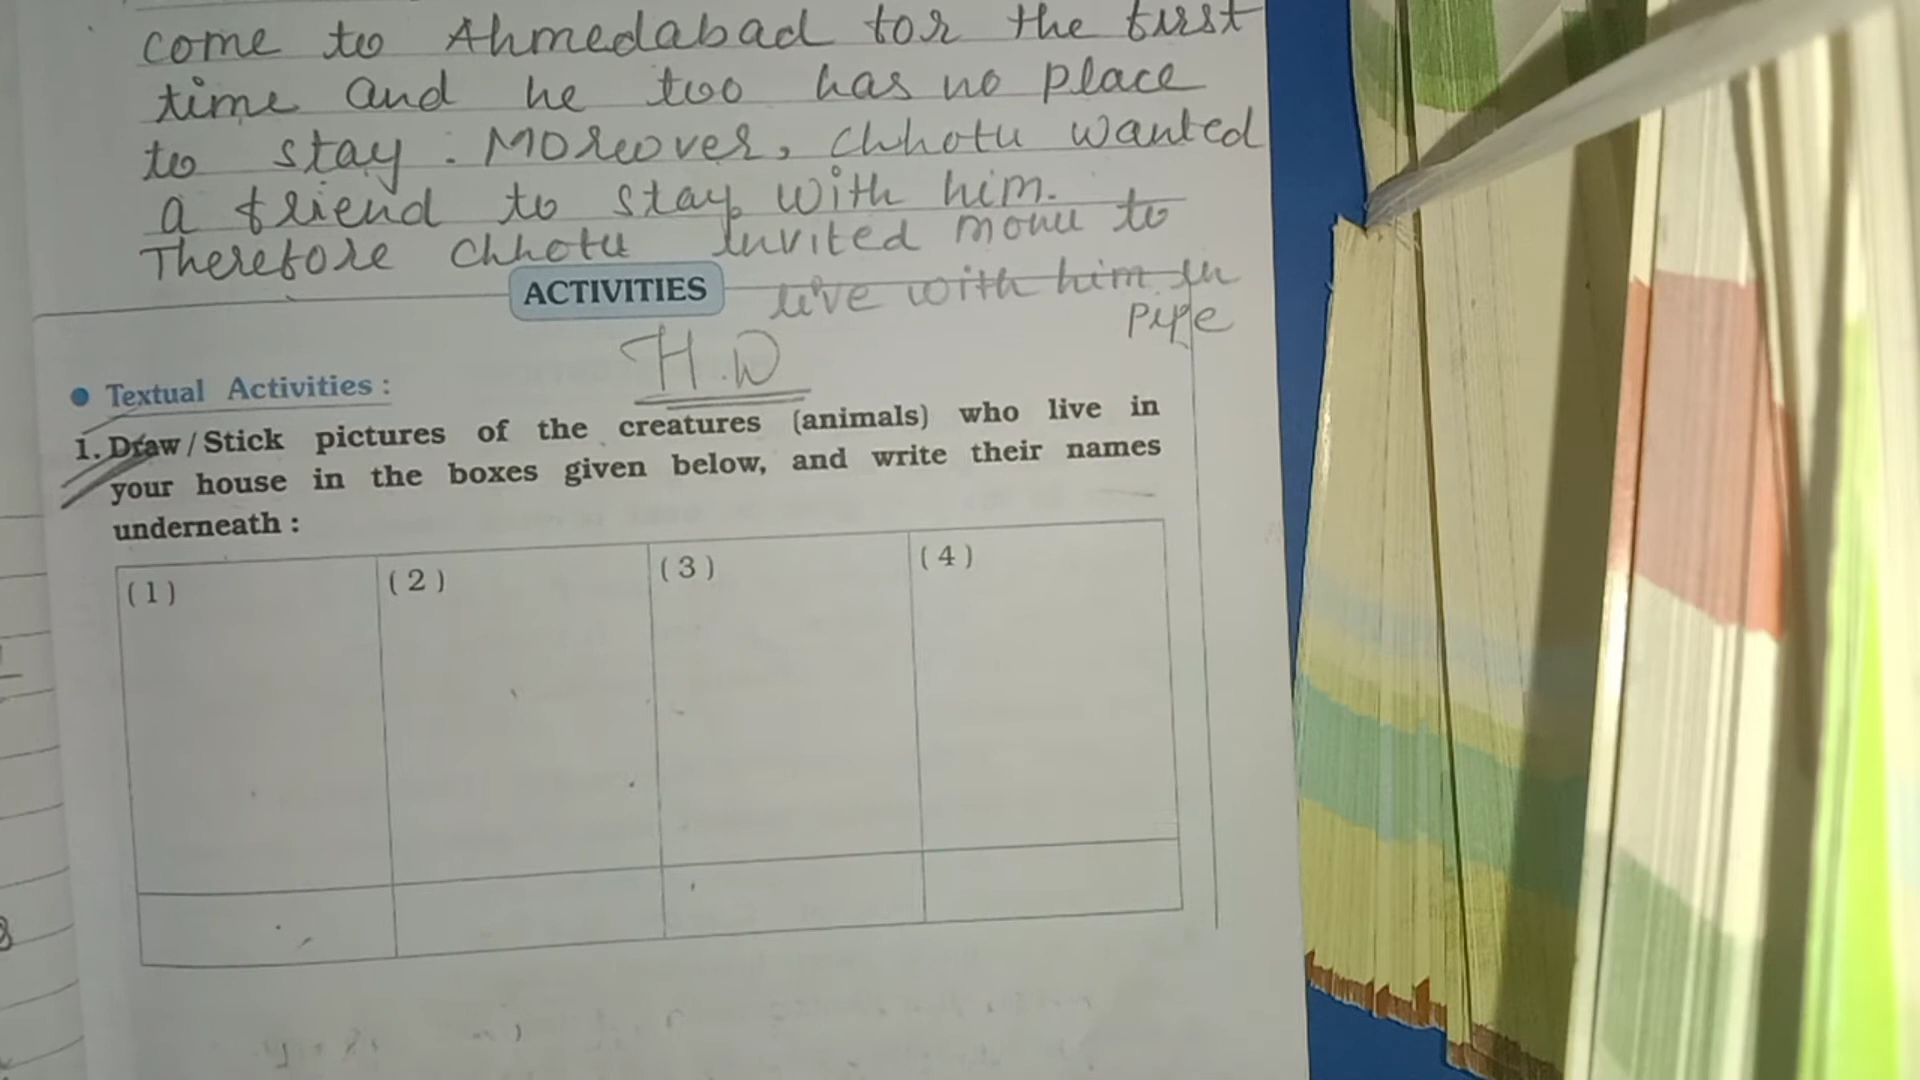 come to Ahmedabad for the first
time and he too has no place
to stay. Moreover, Chhotu wanted
a friend to stay with him.
Therefore Chhotu invited monu to
live with him in
pipe
ACTIVITIES
H.W
• Textual Activities :
1. Draw / Stick pictures of the creatures (animals) who live in
your house in the boxes given below, and write their names
underneath :
(1) (2) (3) (4)